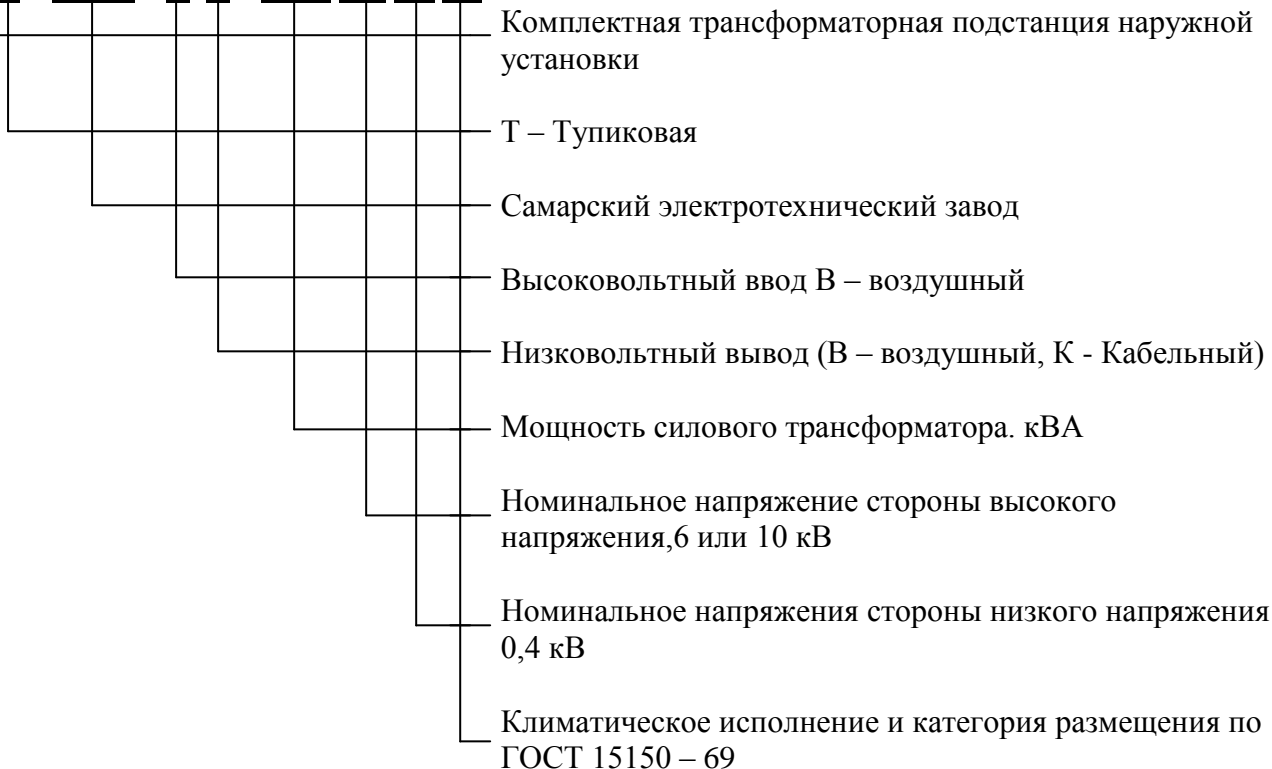 Комплектная трансформаторная подстанция наружной
установки
Т – Тупиковая
Самарский электротехнический завод
Высоковольтный ввод В – воздушный
Низковольтный вывод (В – воздушный, К - Кабельный)
Мощность силового трансформатора. кВА
Номинальное напряжение стороны высокого
напряжения,6 или 10 кВ
Номинальное напряжения стороны низкого напряжения
0,4 кВ
Климатическое исполнение и категория размещения по
ГОСТ 15150 – 69